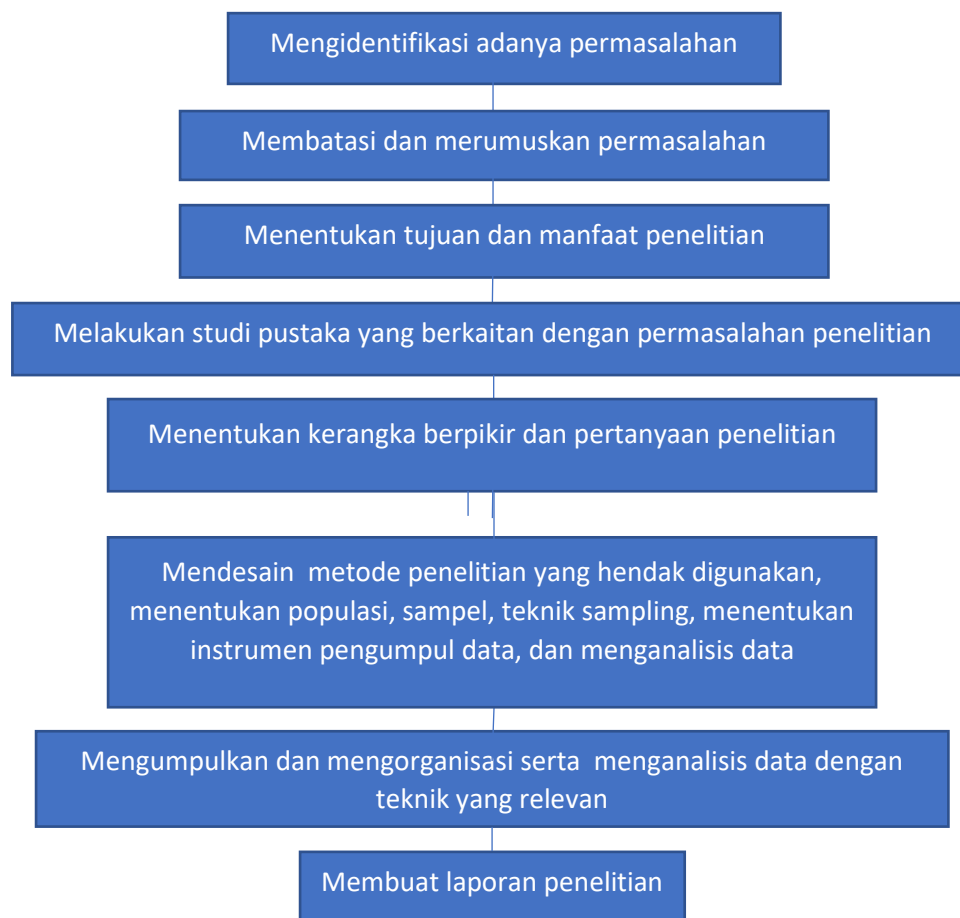 Mengidentifikasi adanya permasalahan
Membatasi dan merumuskan permasalahan
Menentukan tujuan dan manfaat penelitian
Melakukan studi pustaka yang berkaitan dengan permasalahan penelitian
Menentukan kerangka berpikir dan pertanyaan penelitian
Mendesain  metode penelitian yang hendak digunakan,
menentukan populasi, sampel, teknik sampling, menentukan
instrumen pengumpul data, dan menganalisis data
Mengumpulkan dan mengorganisasi serta  menganalisis data dengan
teknik yang relevan
Membuat laporan penelitian